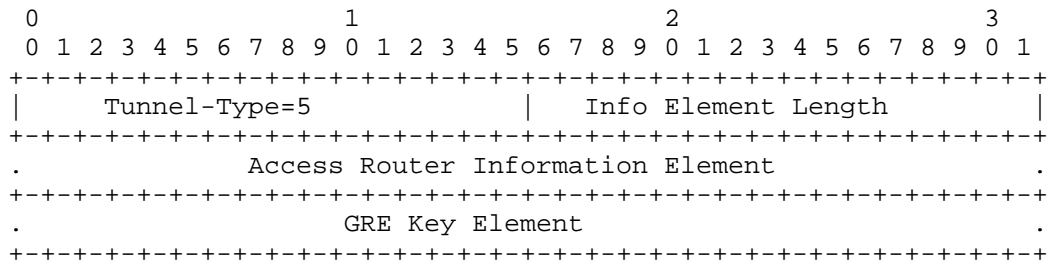 0                   1                   2                   3
 0 1 2 3 4 5 6 7 8 9 0 1 2 3 4 5 6 7 8 9 0 1 2 3 4 5 6 7 8 9 0 1
+-+-+-+-+-+-+-+-+-+-+-+-+-+-+-+-+-+-+-+-+-+-+-+-+-+-+-+-+-+-+-+-+
|     Tunnel-Type=5             |   Info Element Length         |
+-+-+-+-+-+-+-+-+-+-+-+-+-+-+-+-+-+-+-+-+-+-+-+-+-+-+-+-+-+-+-+-+
.              Access Router Information Element                .
+-+-+-+-+-+-+-+-+-+-+-+-+-+-+-+-+-+-+-+-+-+-+-+-+-+-+-+-+-+-+-+-+
.                    GRE Key Element                            .
+-+-+-+-+-+-+-+-+-+-+-+-+-+-+-+-+-+-+-+-+-+-+-+-+-+-+-+-+-+-+-+-+